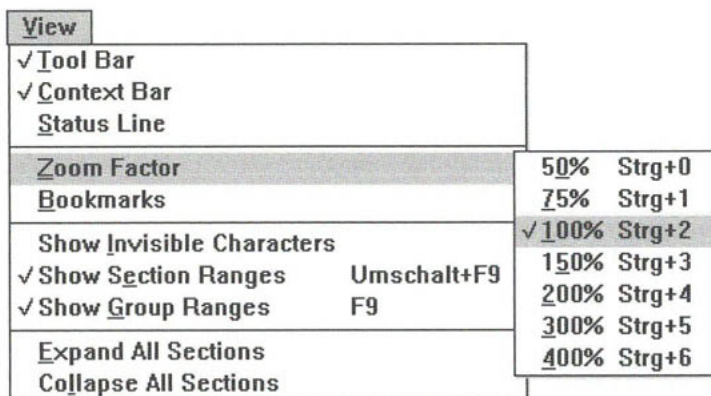 View
√ Tool Bar
√ Context Bar
Status Line
Zoom Factor
Bookmarks
Show Invisible Characters
√ Show Section Ranges Umschalt+F9
√ Show Group Ranges F9
Expand All Sections
Collapse All Sections
50% Strg+0
75% Strg+1
√ 100% Strg+2
150% Strg+3
200% Strg+4
300% Strg+5
400% Strg+6